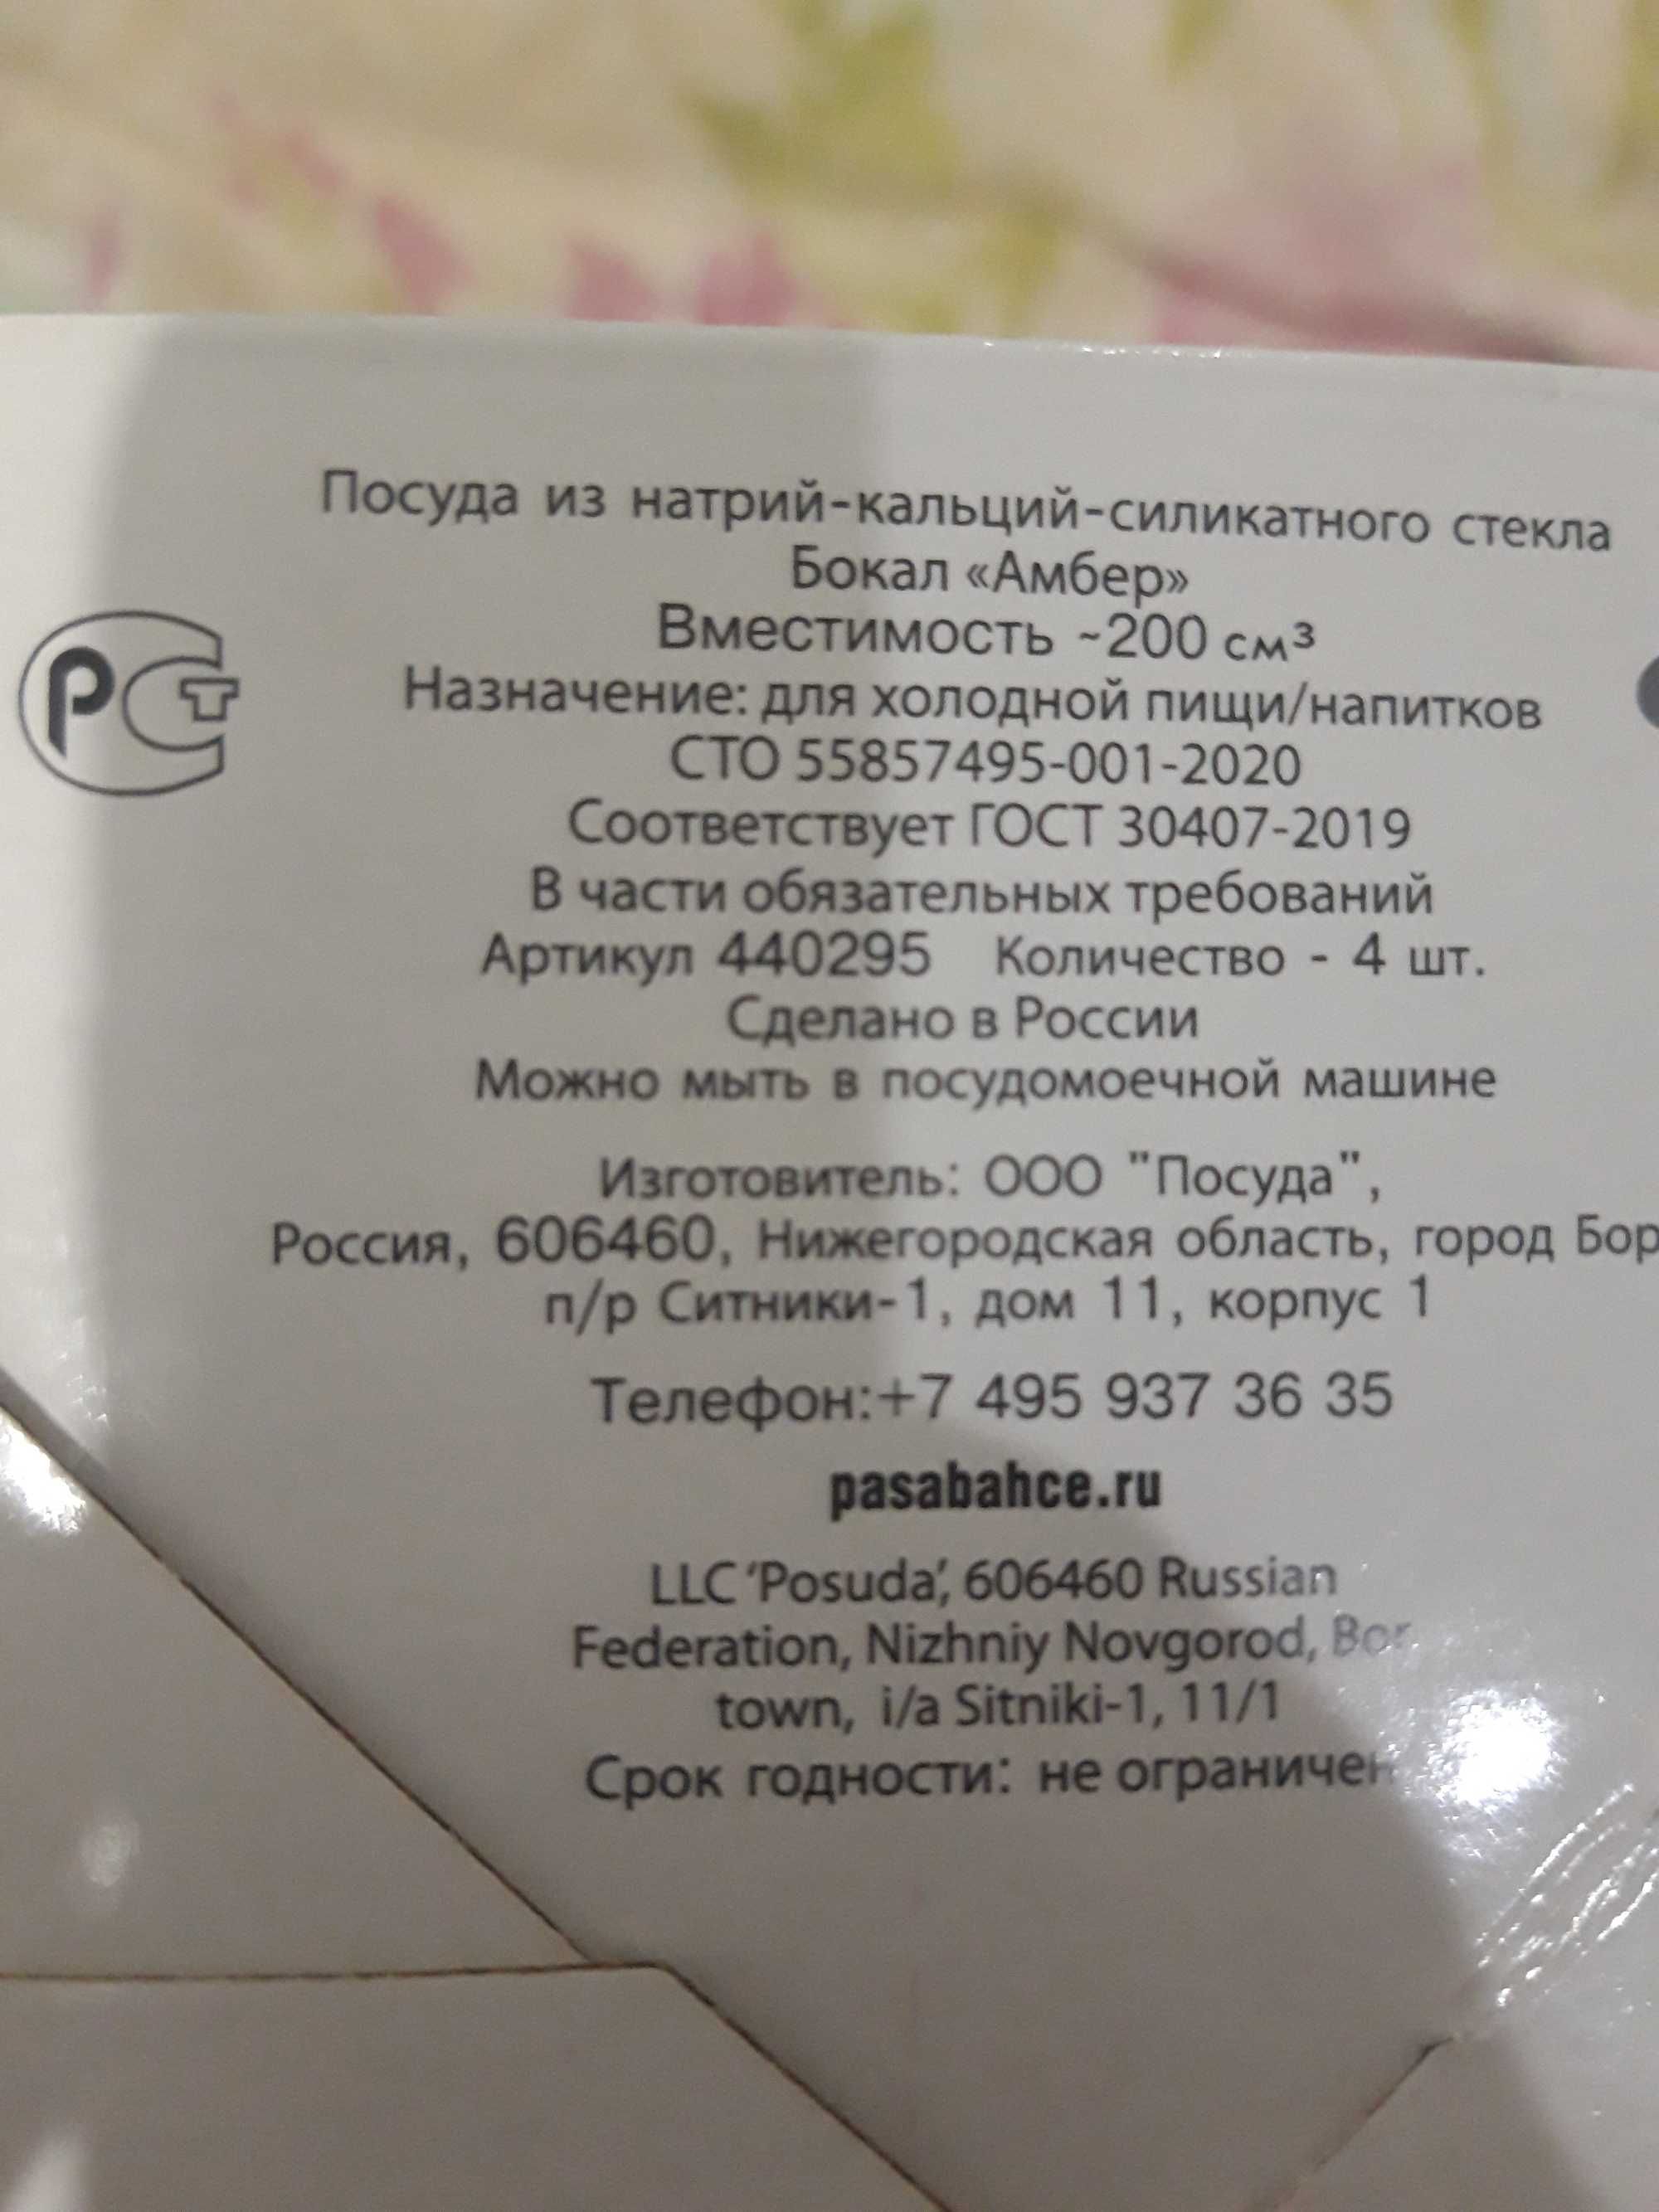 Посуда из натрий-кальций-силикатного стекла
Бокал «Амбер»
Вместимость ~200 см³
РСТ
Назначение: для холодной пищи/напитков
СТО 55857495-001-2020
Соответствует ГОСТ 30407-2019
В части обязательных требований
Артикул 440295 Количество - 4 шт.
Сделано в России
Можно мыть в посудомоечной машине
Изготовитель: ООО "Посуда",
Россия, 606460, Нижегородская область, город Бор
п/р Ситники-1, дом 11, корпус 1
Телефон:+7 495 937 36 35
pasabahce.ru
LLC 'Posuda', 606460 Russian
Federation, Nizhniy Novgorod, Bor
town, i/a Sitniki-1, 11/1
Срок годности: не ограничен